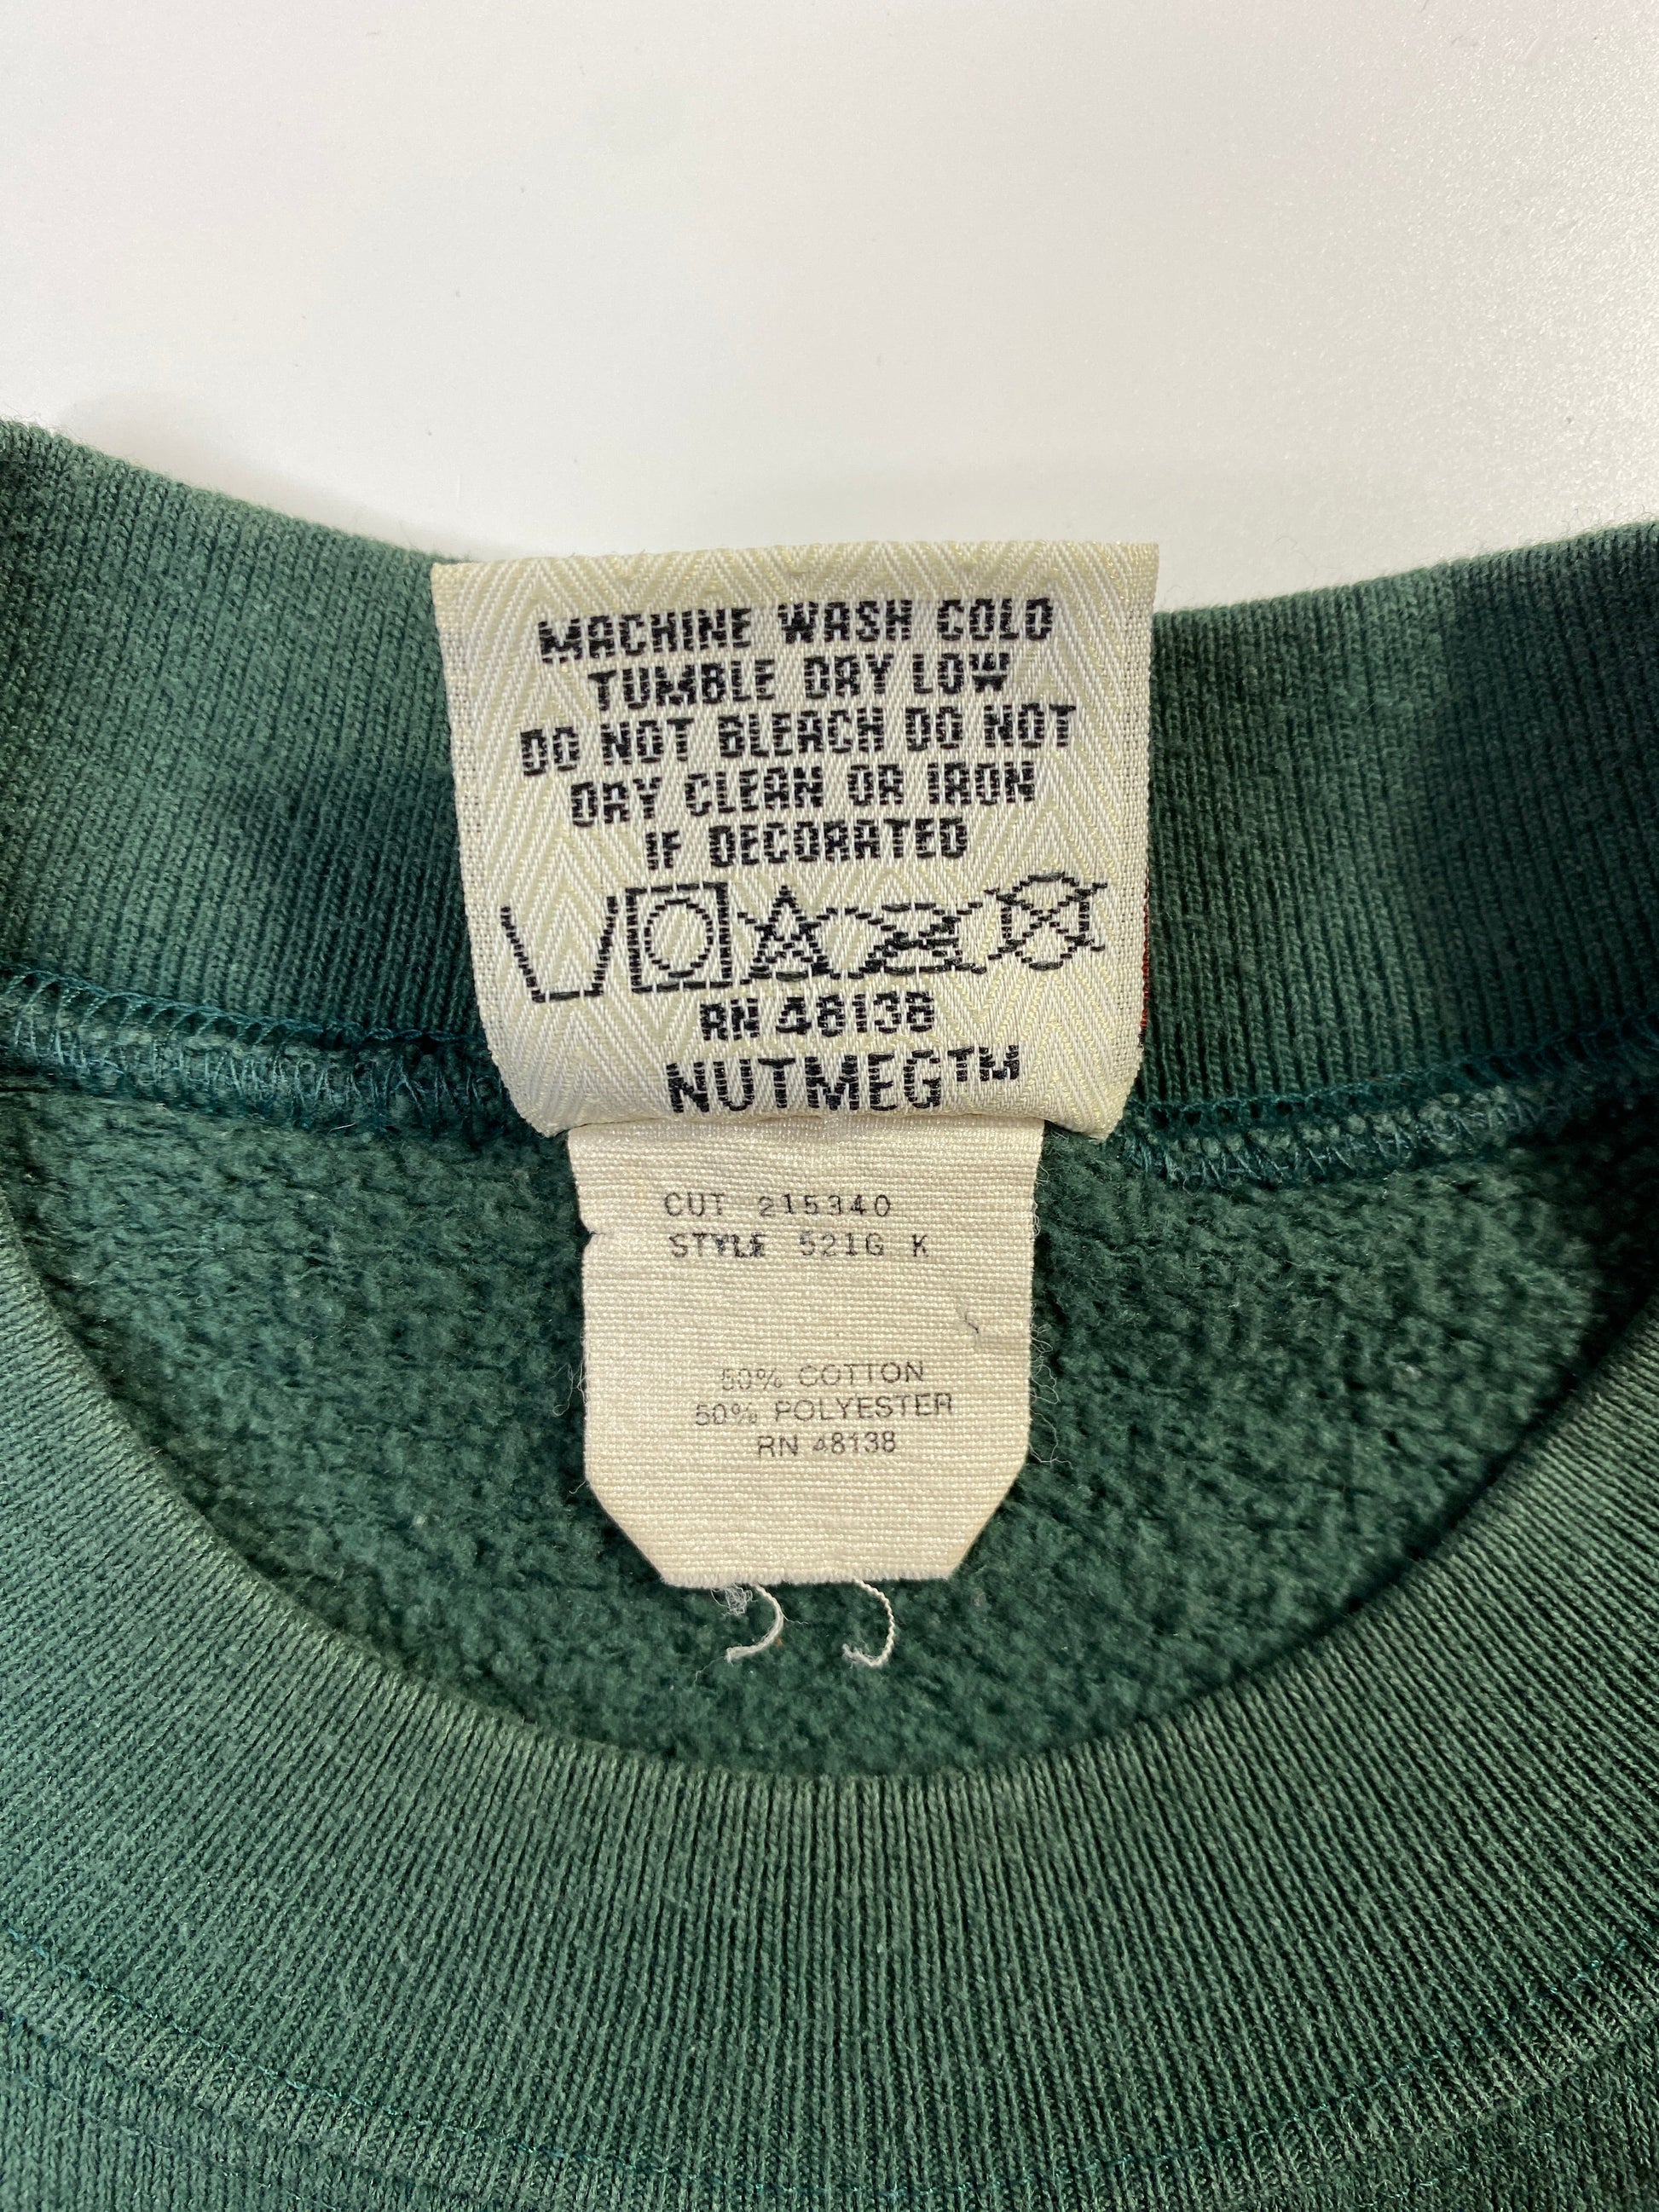 MACHINE WASH COLD
TUMBLE DRY LOW
DO NOT BLEACH DO NOT
DRY CLEAN OR IRON
IF DECORATED
RN 48138
NUTMEG™
CUT 215340
STYLE 521G K
50% COTTON
50% POLYESTER
RN 48138